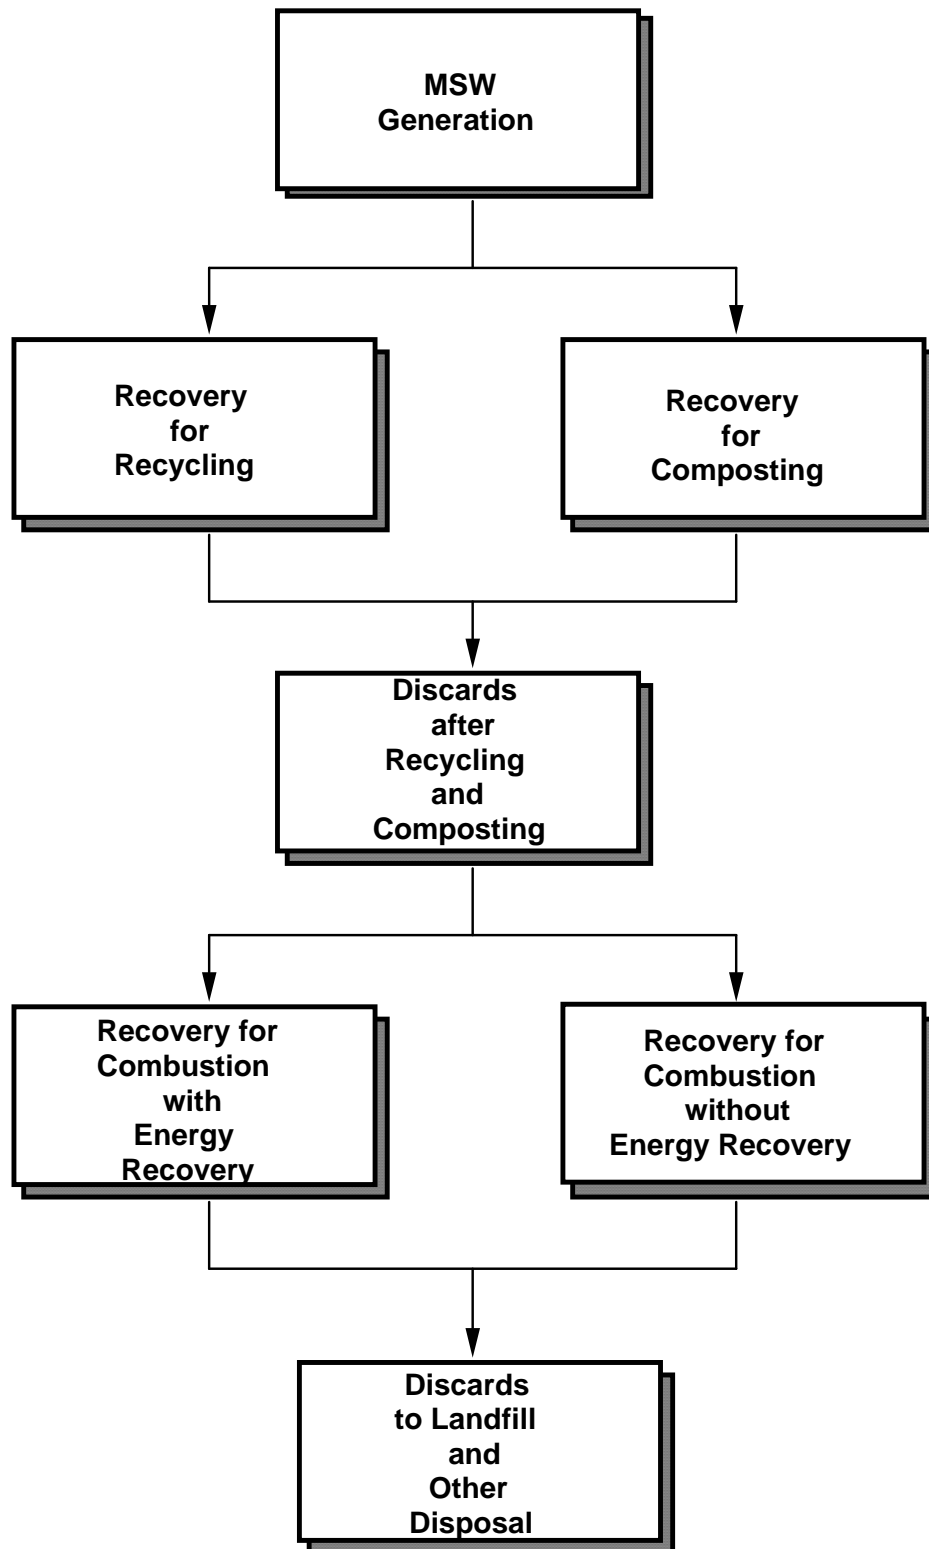 MSW
Generation
Recovery
for
Recycling
Recovery
for
Composting
Discards
after
Recycling
and
Composting
Recovery for
Combustion
with
Energy
Recovery
Recovery for
Combustion
without
Energy Recovery
Discards
to Landfill
and
Other
Disposal